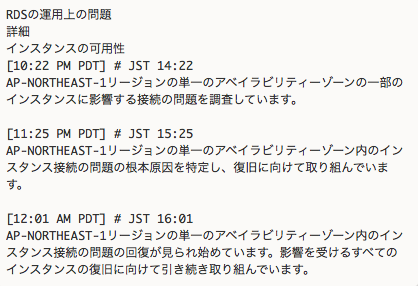 RDSの運用上の問題
詳細
インスタンスの可用性
[10:22 PM PDT] # JST 14:22
AP-NORTHEAST-1リージョンの単一のアベイラビリティーゾーンの一部の
インスタンスに影響する接続の問題を調査しています。
[11:25 PM PDT] # JST 15:25
AP-NORTHEAST-1リージョンの単一のアベイラビリティーゾーン内のイン
スタンス接続の問題の根本原因を特定し、復旧に向けて取り組んでいま
す。
[12:01 AM PDT] # JST 16:01
AP-NORTHEAST-1リージョンの単一のアベイラビリティーゾーン内のイン
スタンス接続の問題の回復が見られ始めています。影響を受けるすべての
インスタンスの復旧に向けて引き続き取り組んでいます。